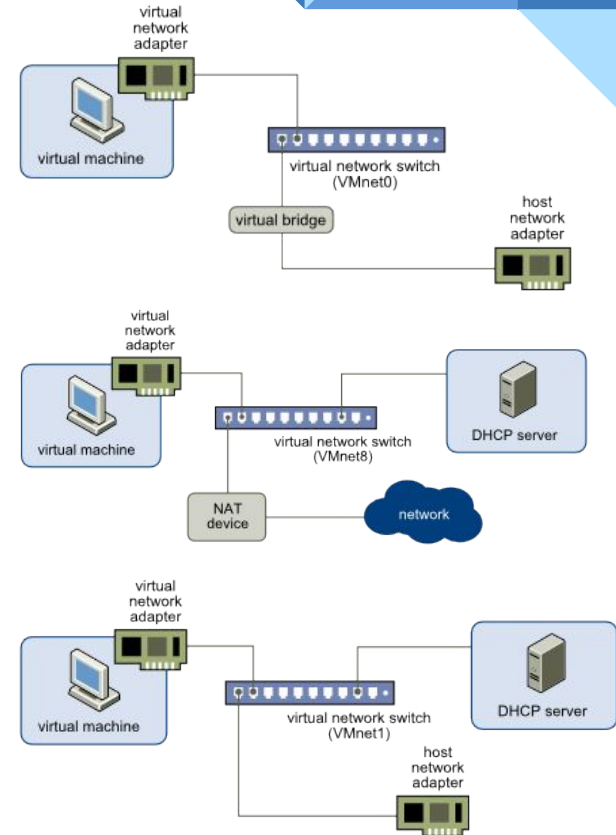 virtual
network
adapter
virtual machine
virtual network switch
(VMnet0)
virtual bridge
host
network
adapter
virtual
network
adapter
virtual machine
virtual network switch
(VMnet8)
DHCP server
NAT
device
network
virtual
network
adapter
virtual machine
virtual network switch
(VMnet1)
DHCP server
host
network
adapter